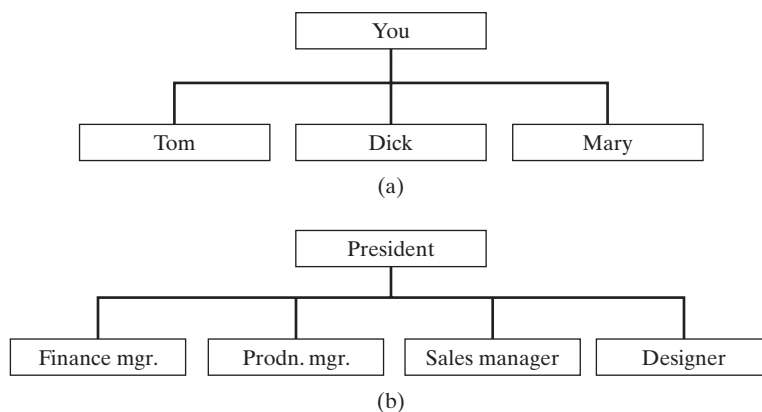 You
Tom Dick Mary
(a)
President
Finance mgr. Prodn. mgr. Sales manager Designer
(b)